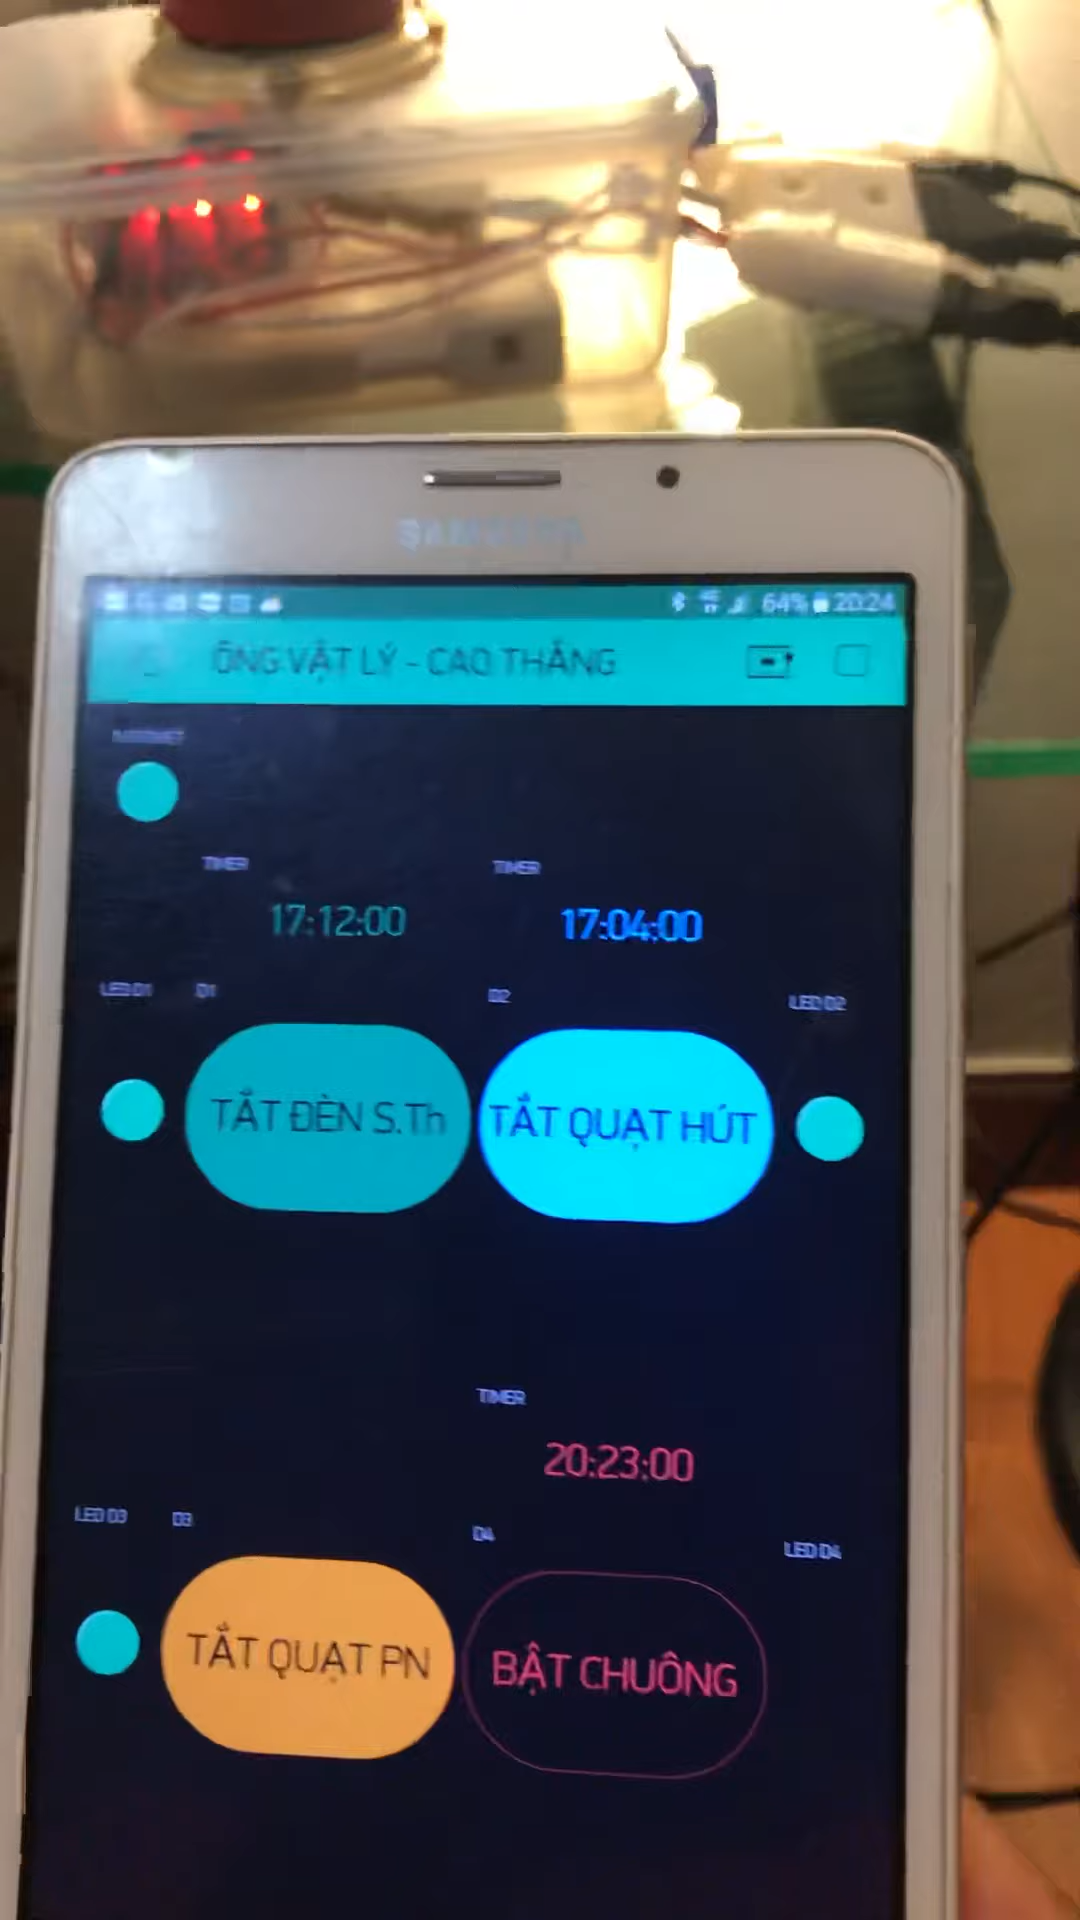 SAMSUNG
64% 20:24
ÔNG VẬT LÝ - CAO THẮNG
TIMER TIMER
17:12:00 17:04:00
LED D1 D1 D2 LED D2
TẮT ĐÈN S.Th TẮT QUẠT HÚT
TIMER
20:23:00
LED D3 D3 D4 LED D4
TẮT QUẠT PN BẬT CHUÔNG